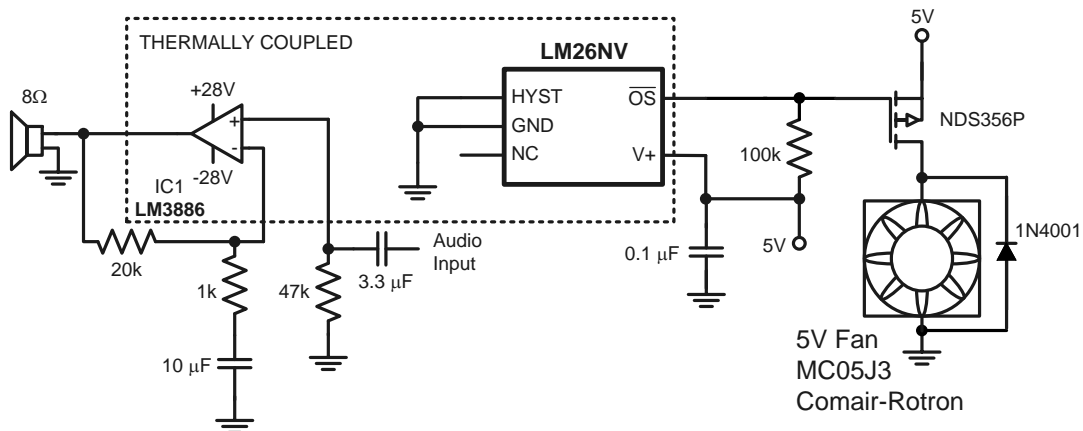 THERMALLY COUPLED
8Ω
+28V
+
-
-28V
IC1
LM3886
20k
1k
10 μF
47k
3.3 μF
Audio
Input
LM26NV
HYST
GND
NC
OS
V+
100k
0.1 μF
5V
5V
NDS356P
1N4001
5V Fan
MC05J3
Comair-Rotron